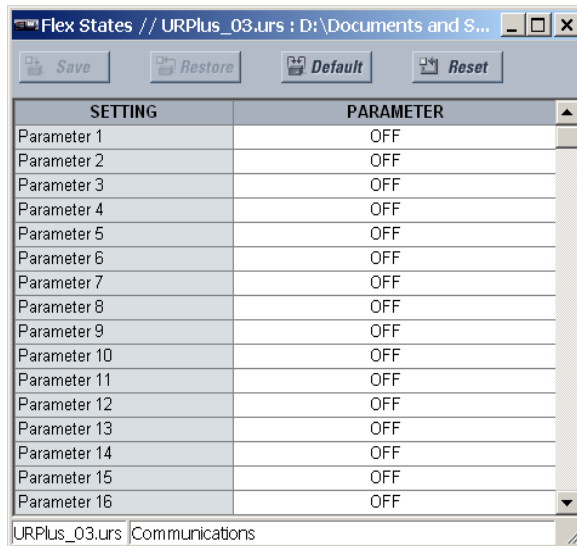 Flex States // URPlus_03.urs : D:\Documents and S...
Save Restore Default Reset
SETTING PARAMETER
Parameter 1 OFF
Parameter 2 OFF
Parameter 3 OFF
Parameter 4 OFF
Parameter 5 OFF
Parameter 6 OFF
Parameter 7 OFF
Parameter 8 OFF
Parameter 9 OFF
Parameter 10 OFF
Parameter 11 OFF
Parameter 12 OFF
Parameter 13 OFF
Parameter 14 OFF
Parameter 15 OFF
Parameter 16 OFF
URPlus_03.urs Communications